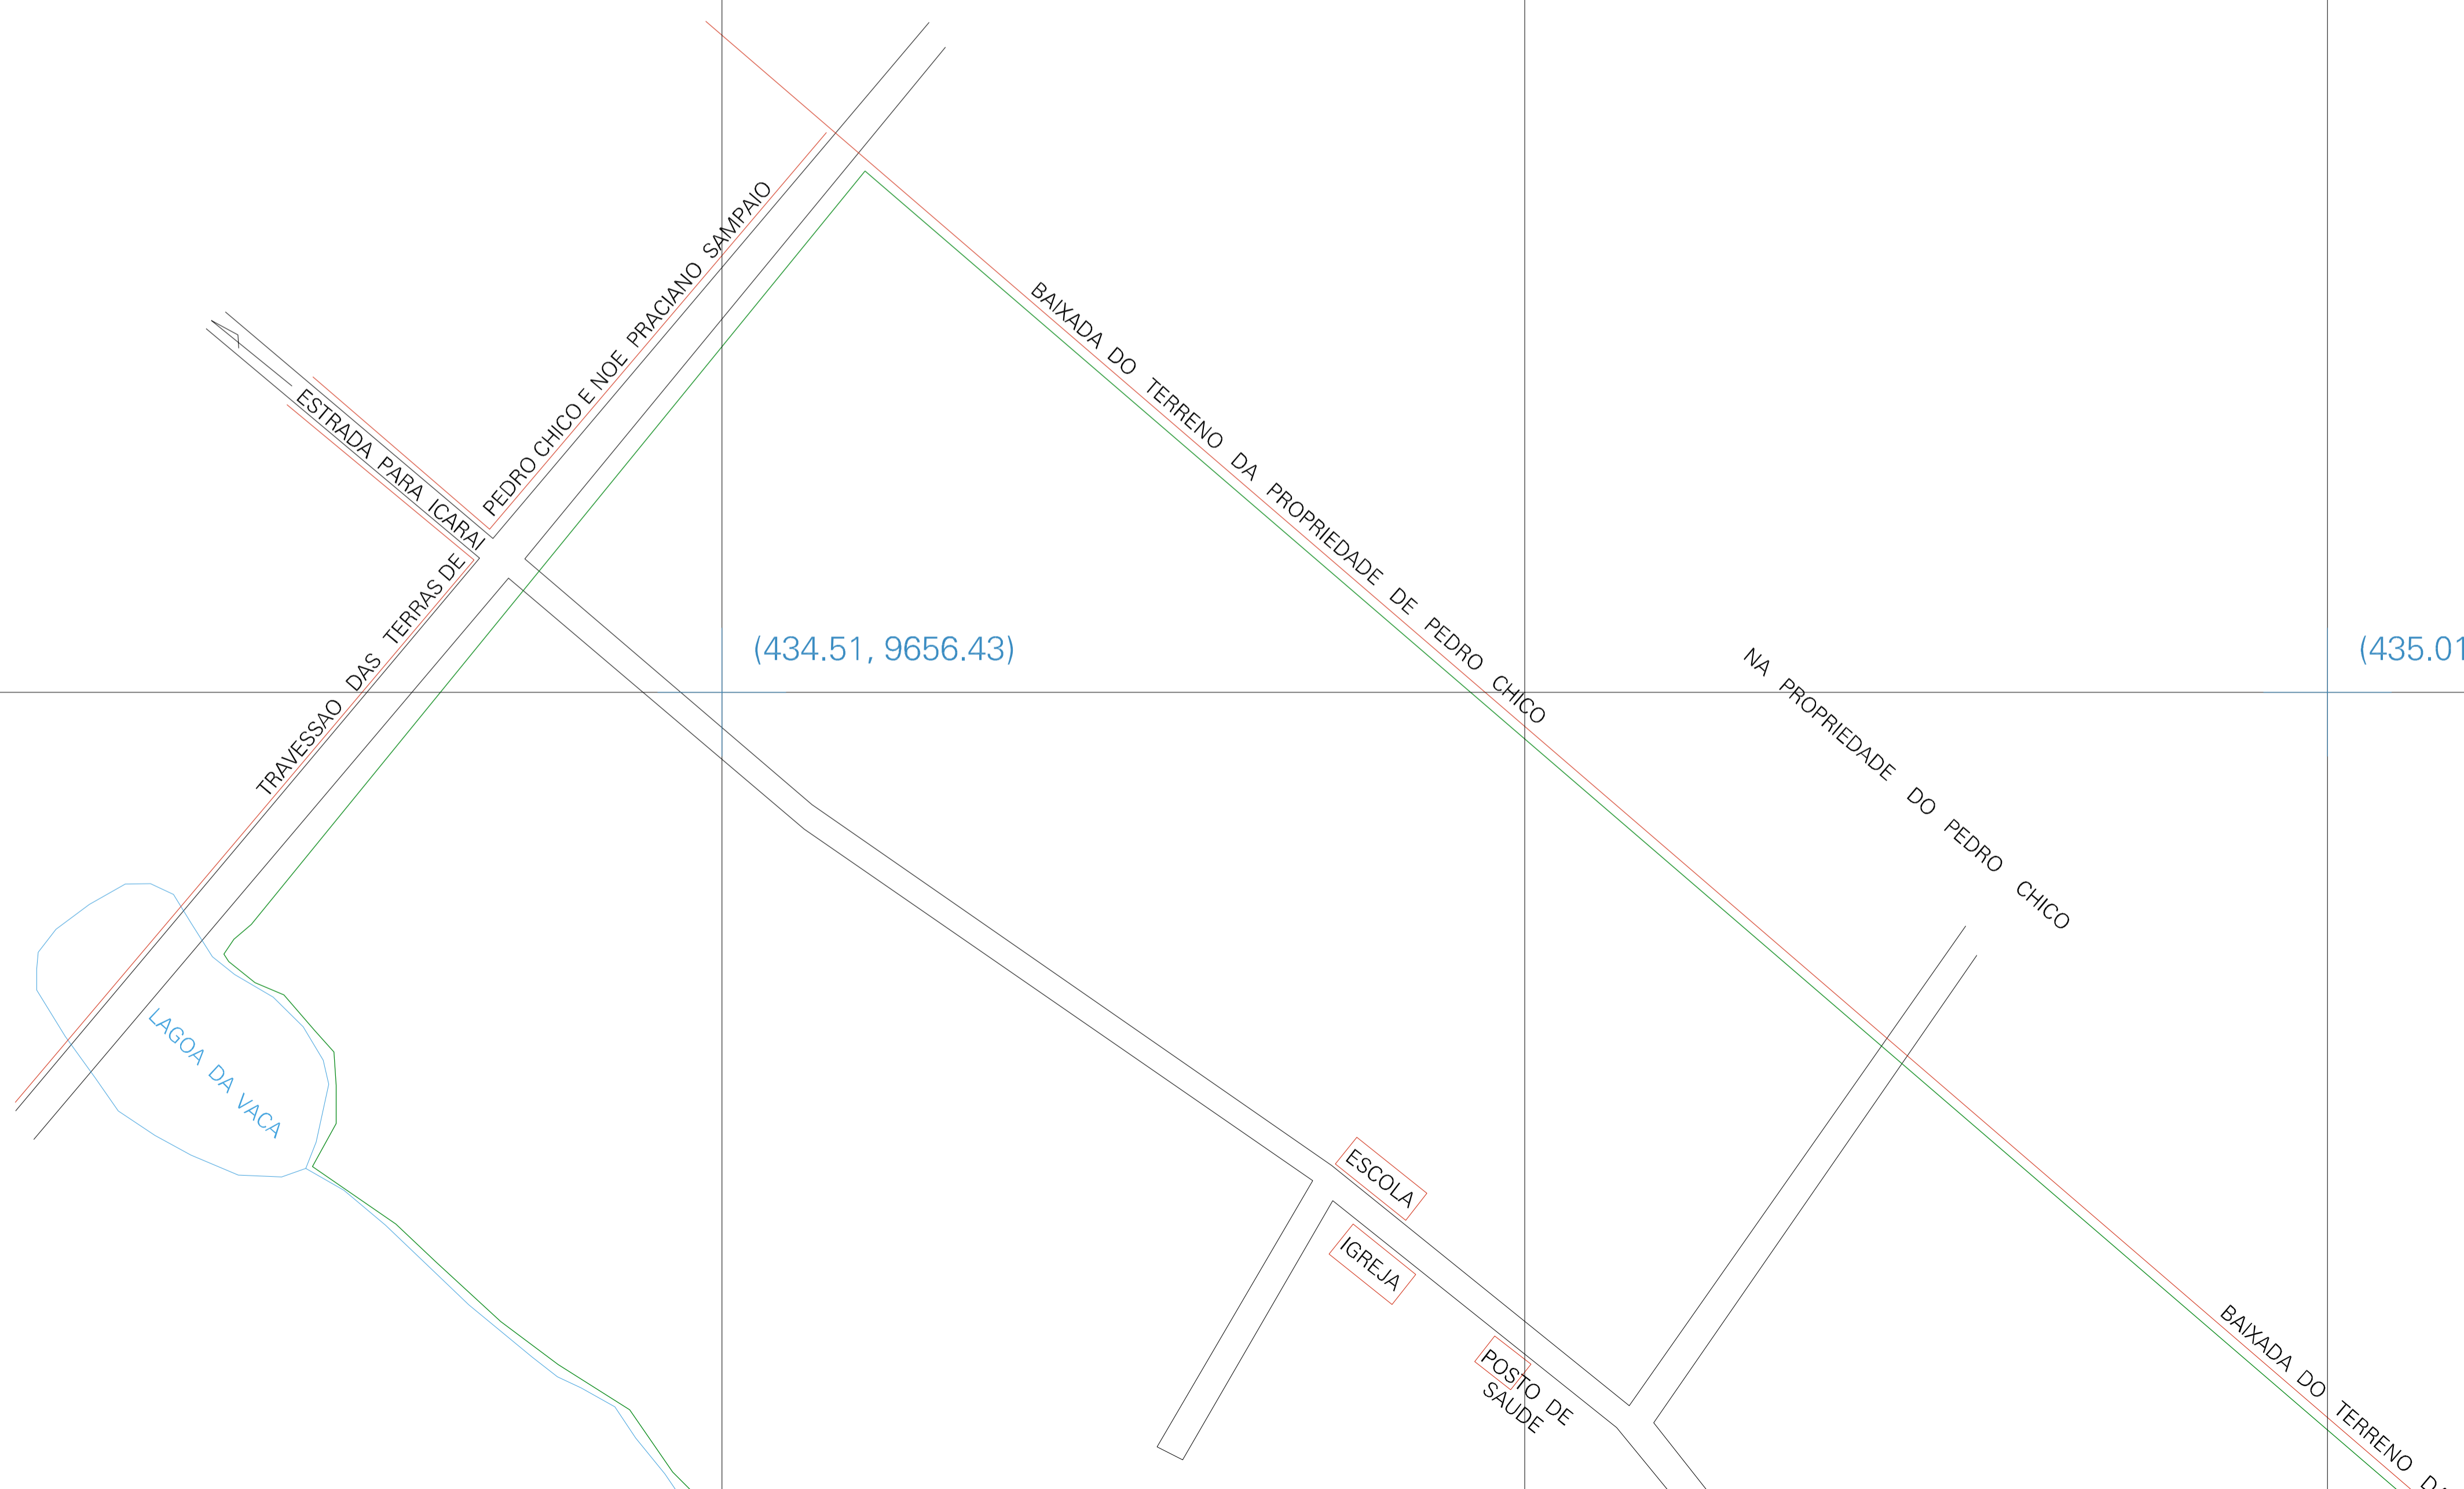 PEDRO CHICO E NOE PRACIANO SAMPAIO
BAIXADA DO TERRENO DA PROPRIEDADE DE PEDRO CHICO
ESTRADA PARA ICARAI
TRAVESSAO DAS TERRAS DE
(434.51, 9656.43)
(435.01
NA PROPRIEDADE DO PEDRO CHICO
LAGOA DA VACA
ESCOLA
IGREJA
POSTO DE
SAUDE
BAIXADA DO TERRENO